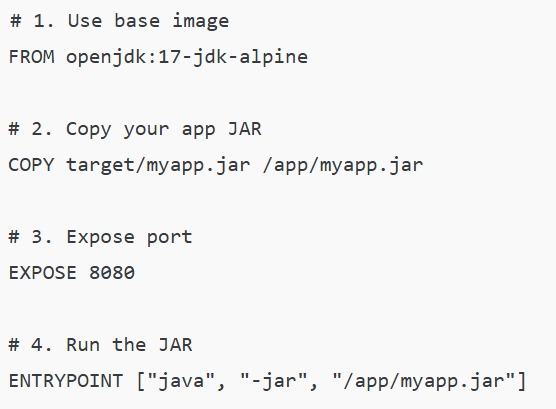 # 1. Use base image
FROM openjdk:17-jdk-alpine
# 2. Copy your app JAR
COPY target/myapp.jar /app/myapp.jar
# 3. Expose port
EXPOSE 8080
# 4. Run the JAR
ENTRYPOINT ["java", "-jar", "/app/myapp.jar"]